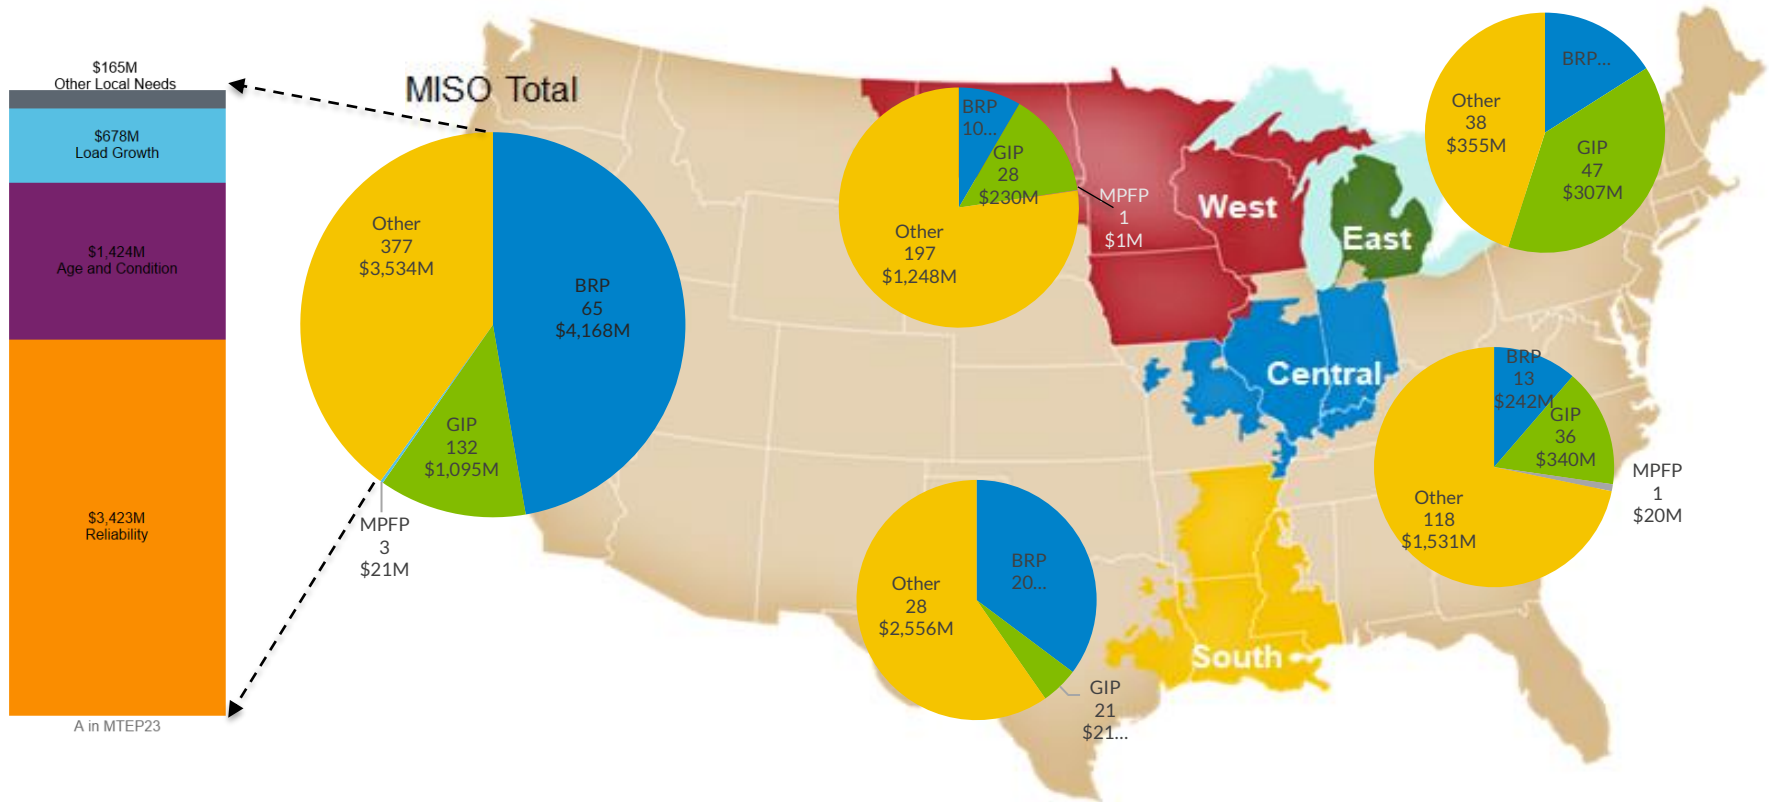 $165M
Other Local Needs
$678M
Load Growth
$1,424M
Age and Condition
$3,423M
Reliability
A in MTEP23
MISO Total
Other
377
$3,534M
BRP
65
$4,168M
GIP
132
$1,095M
MPFP
3
$21M
BRP
10...
GIP
28
$230M
MPFP
1
$1M
Other
197
$1,248M
West
East
Central
South
BRP...
Other
38
$355M
GIP
47
$307M
BRP
13
$242M
GIP
36
$340M
MPFP
1
$20M
Other
118
$1,531M
BRP
20...
Other
28
$2,556M
GIP
21
$21...